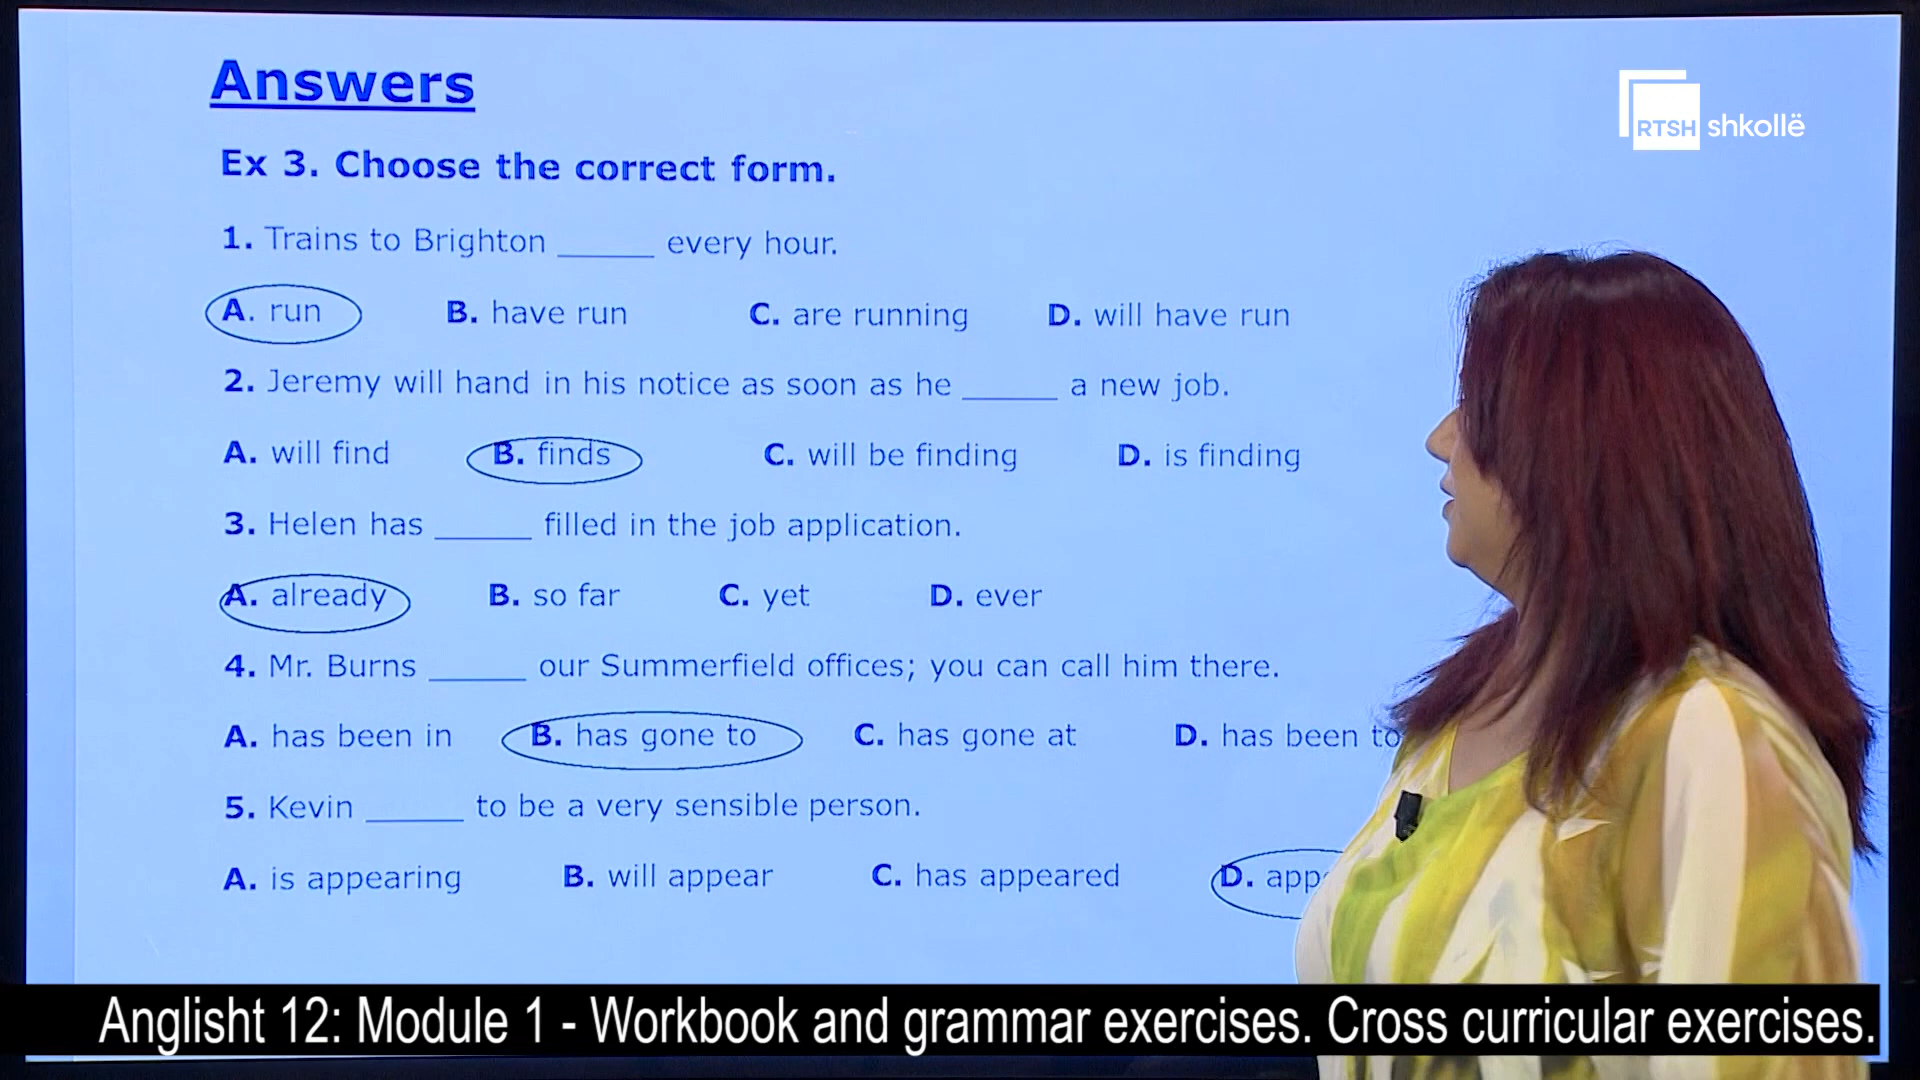 Answers
RTSH shkollë
Ex 3. Choose the correct form.
1. Trains to Brighton ______ every hour.
A. run B. have run C. are running D. will have run
2. Jeremy will hand in his notice as soon as he ______ a new job.
A. will find B. finds C. will be finding D. is finding
3. Helen has ______ filled in the job application.
A. already B. so far C. yet D. ever
4. Mr. Burns ______ our Summerfield offices; you can call him there.
A. has been in B. has gone to C. has gone at D. has been to
5. Kevin ______ to be a very sensible person.
A. is appearing B. will appear C. has appeared D.
Anglisht 12: Module 1 - Workbook and grammar exercises. Cross curricular exercises.